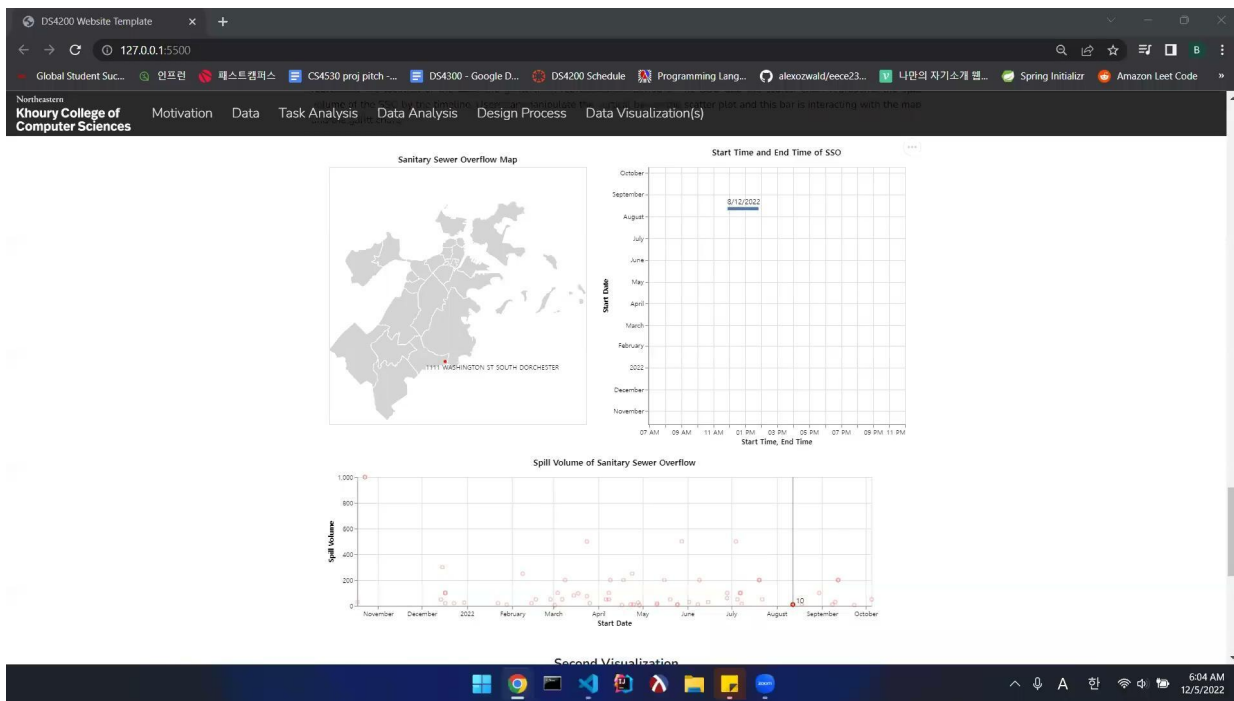 DS4200 Website Template
127.0.0.1:5500
Global Student Suc... 인프런 패스트캠퍼스 CS4530 proj pitch -... DS4300 - Google D... DS4200 Schedule Programming Lang... alexozwald/eece23... 나만의 자기소개 웹... Spring Initializr Amazon Leet Code »
Northeastern
Khoury College of
Computer Sciences
Motivation Data Task Analysis Data Analysis Design Process Data Visualization(s)
Sanitary Sewer Overflow Map
1111 WASHINGTON ST SOUTH DORCHESTER
Start Time and End Time of SSO
October
September
8/12/2022
August
July
June
May
April
March
February
2022
December
November
Start Date
07 AM 09 AM 11 AM 01 PM 03 PM 05 PM 07 PM 09 PM 11 PM
Start Time, End Time
Spill Volume of Sanitary Sewer Overflow
1,000
800
600
400
200
0
Spill Volume
10
November December 2022 February March April May June July August September October
Start Date
Second Visualization
A 한
6:04 AM
12/5/2022